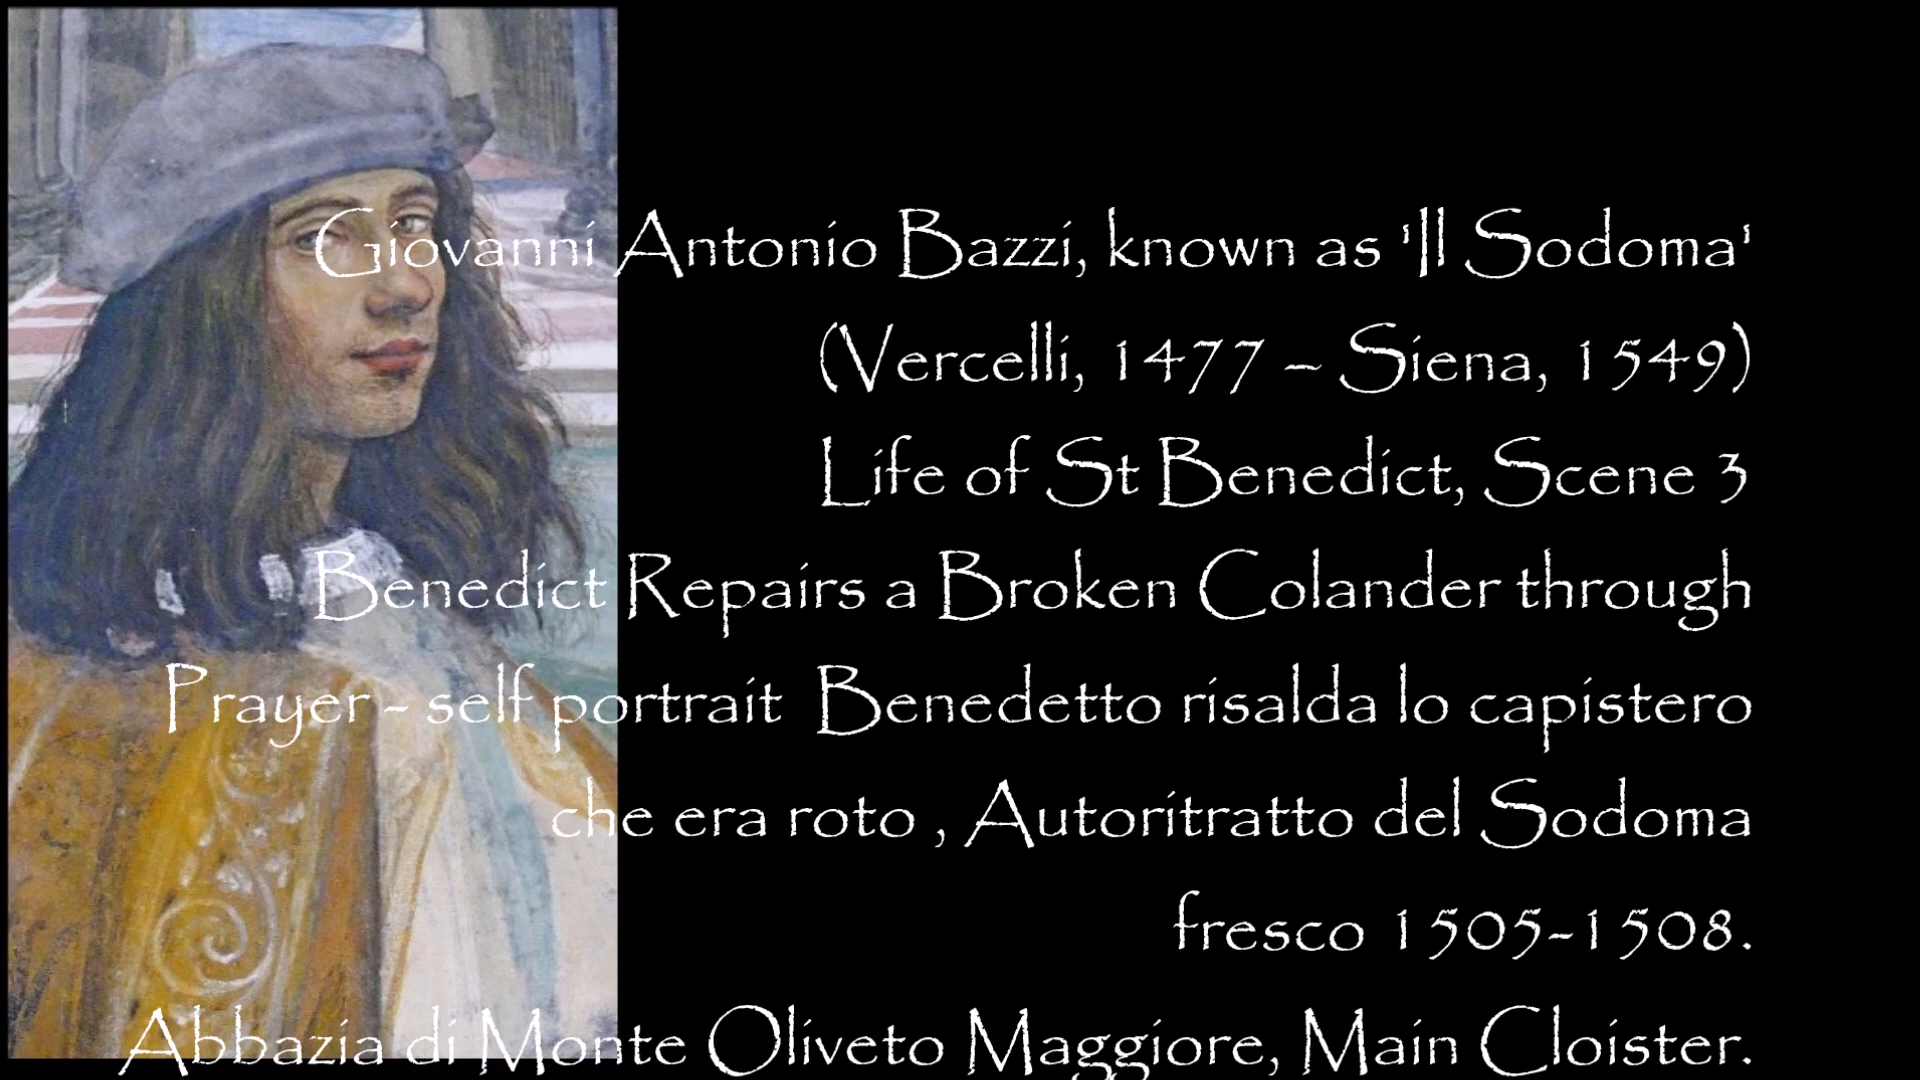 Giovanni Antonio Bazzi, known as 'Il Sodoma'
(Vercelli, 1477 – Siena, 1549)
Life of St Benedict, Scene 3
Benedict Repairs a Broken Colander through
Prayer - self portrait Benedetto risalda lo capistero
che era roto , Autoritratto del Sodoma
fresco 1505-1508.
Abbazia di Monte Oliveto Maggiore, Main Cloister.